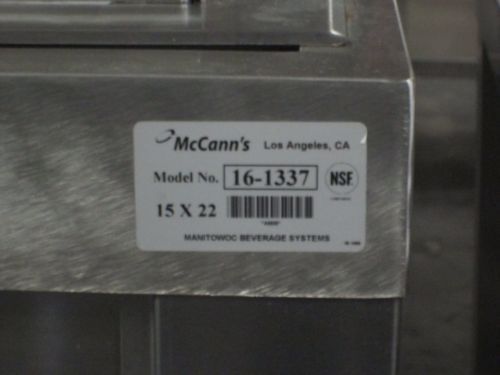 McCann's Los Angeles, CA
Model No. 16-1337 NSF
15 X 22
MANITOWOC BEVERAGE SYSTEMS